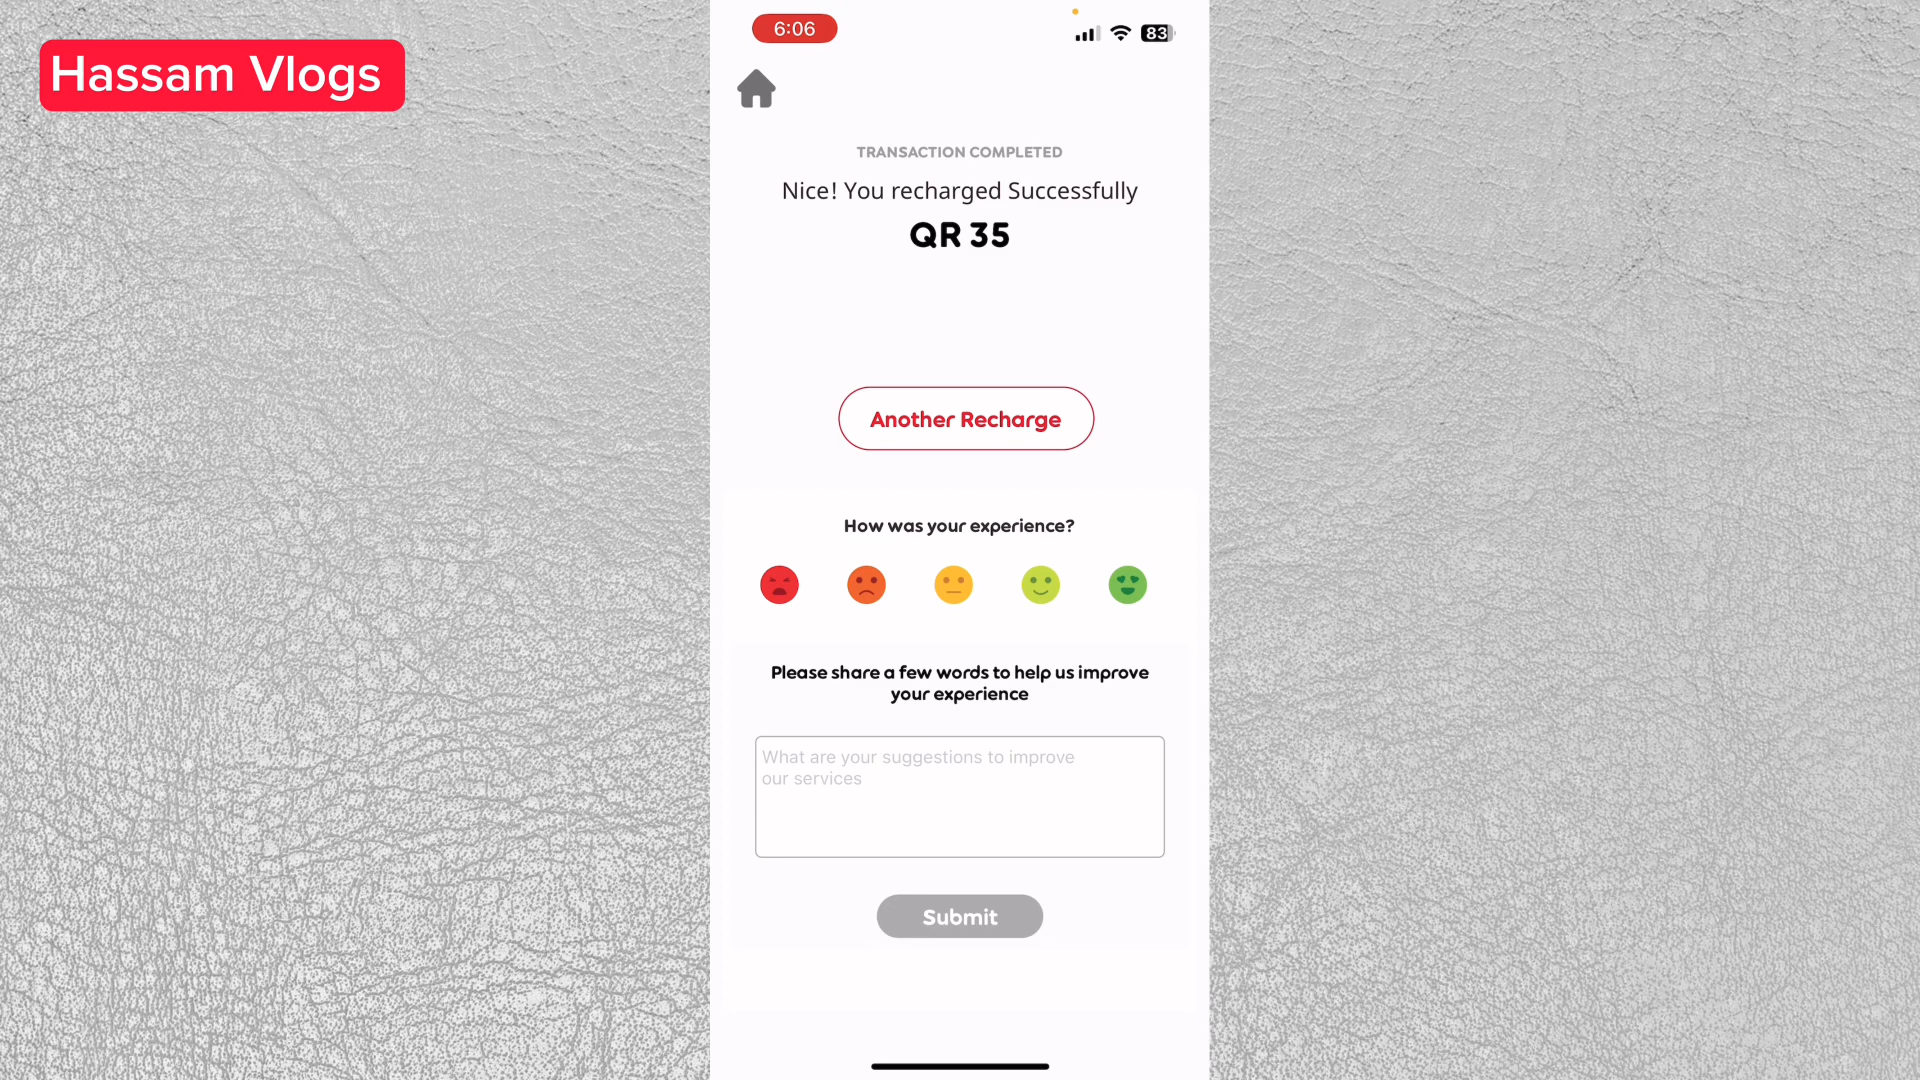 Hassam Vlogs
6:06
83
TRANSACTION COMPLETED
Nice! You recharged Successfully
QR 35
Another Recharge
How was your experience?
Please share a few words to help us improve
your experience
What are your suggestions to improve
our services
Submit